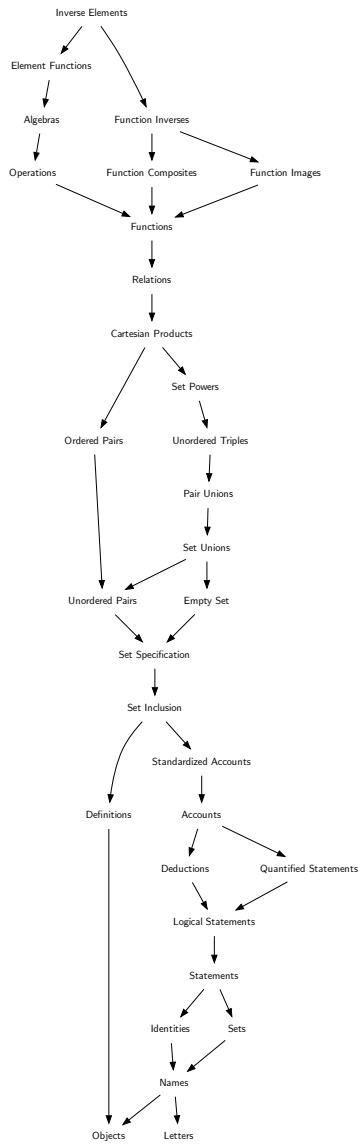 Inverse Elements
Element Functions
Algebras
Function Inverses
Operations
Function Composites
Function Images
Functions
Relations
Cartesian Products
Set Powers
Ordered Pairs
Unordered Triples
Pair Unions
Set Unions
Unordered Pairs
Empty Set
Set Specification
Set Inclusion
Standardized Accounts
Definitions
Accounts
Deductions
Quantified Statements
Logical Statements
Statements
Identities
Sets
Names
Objects
Letters